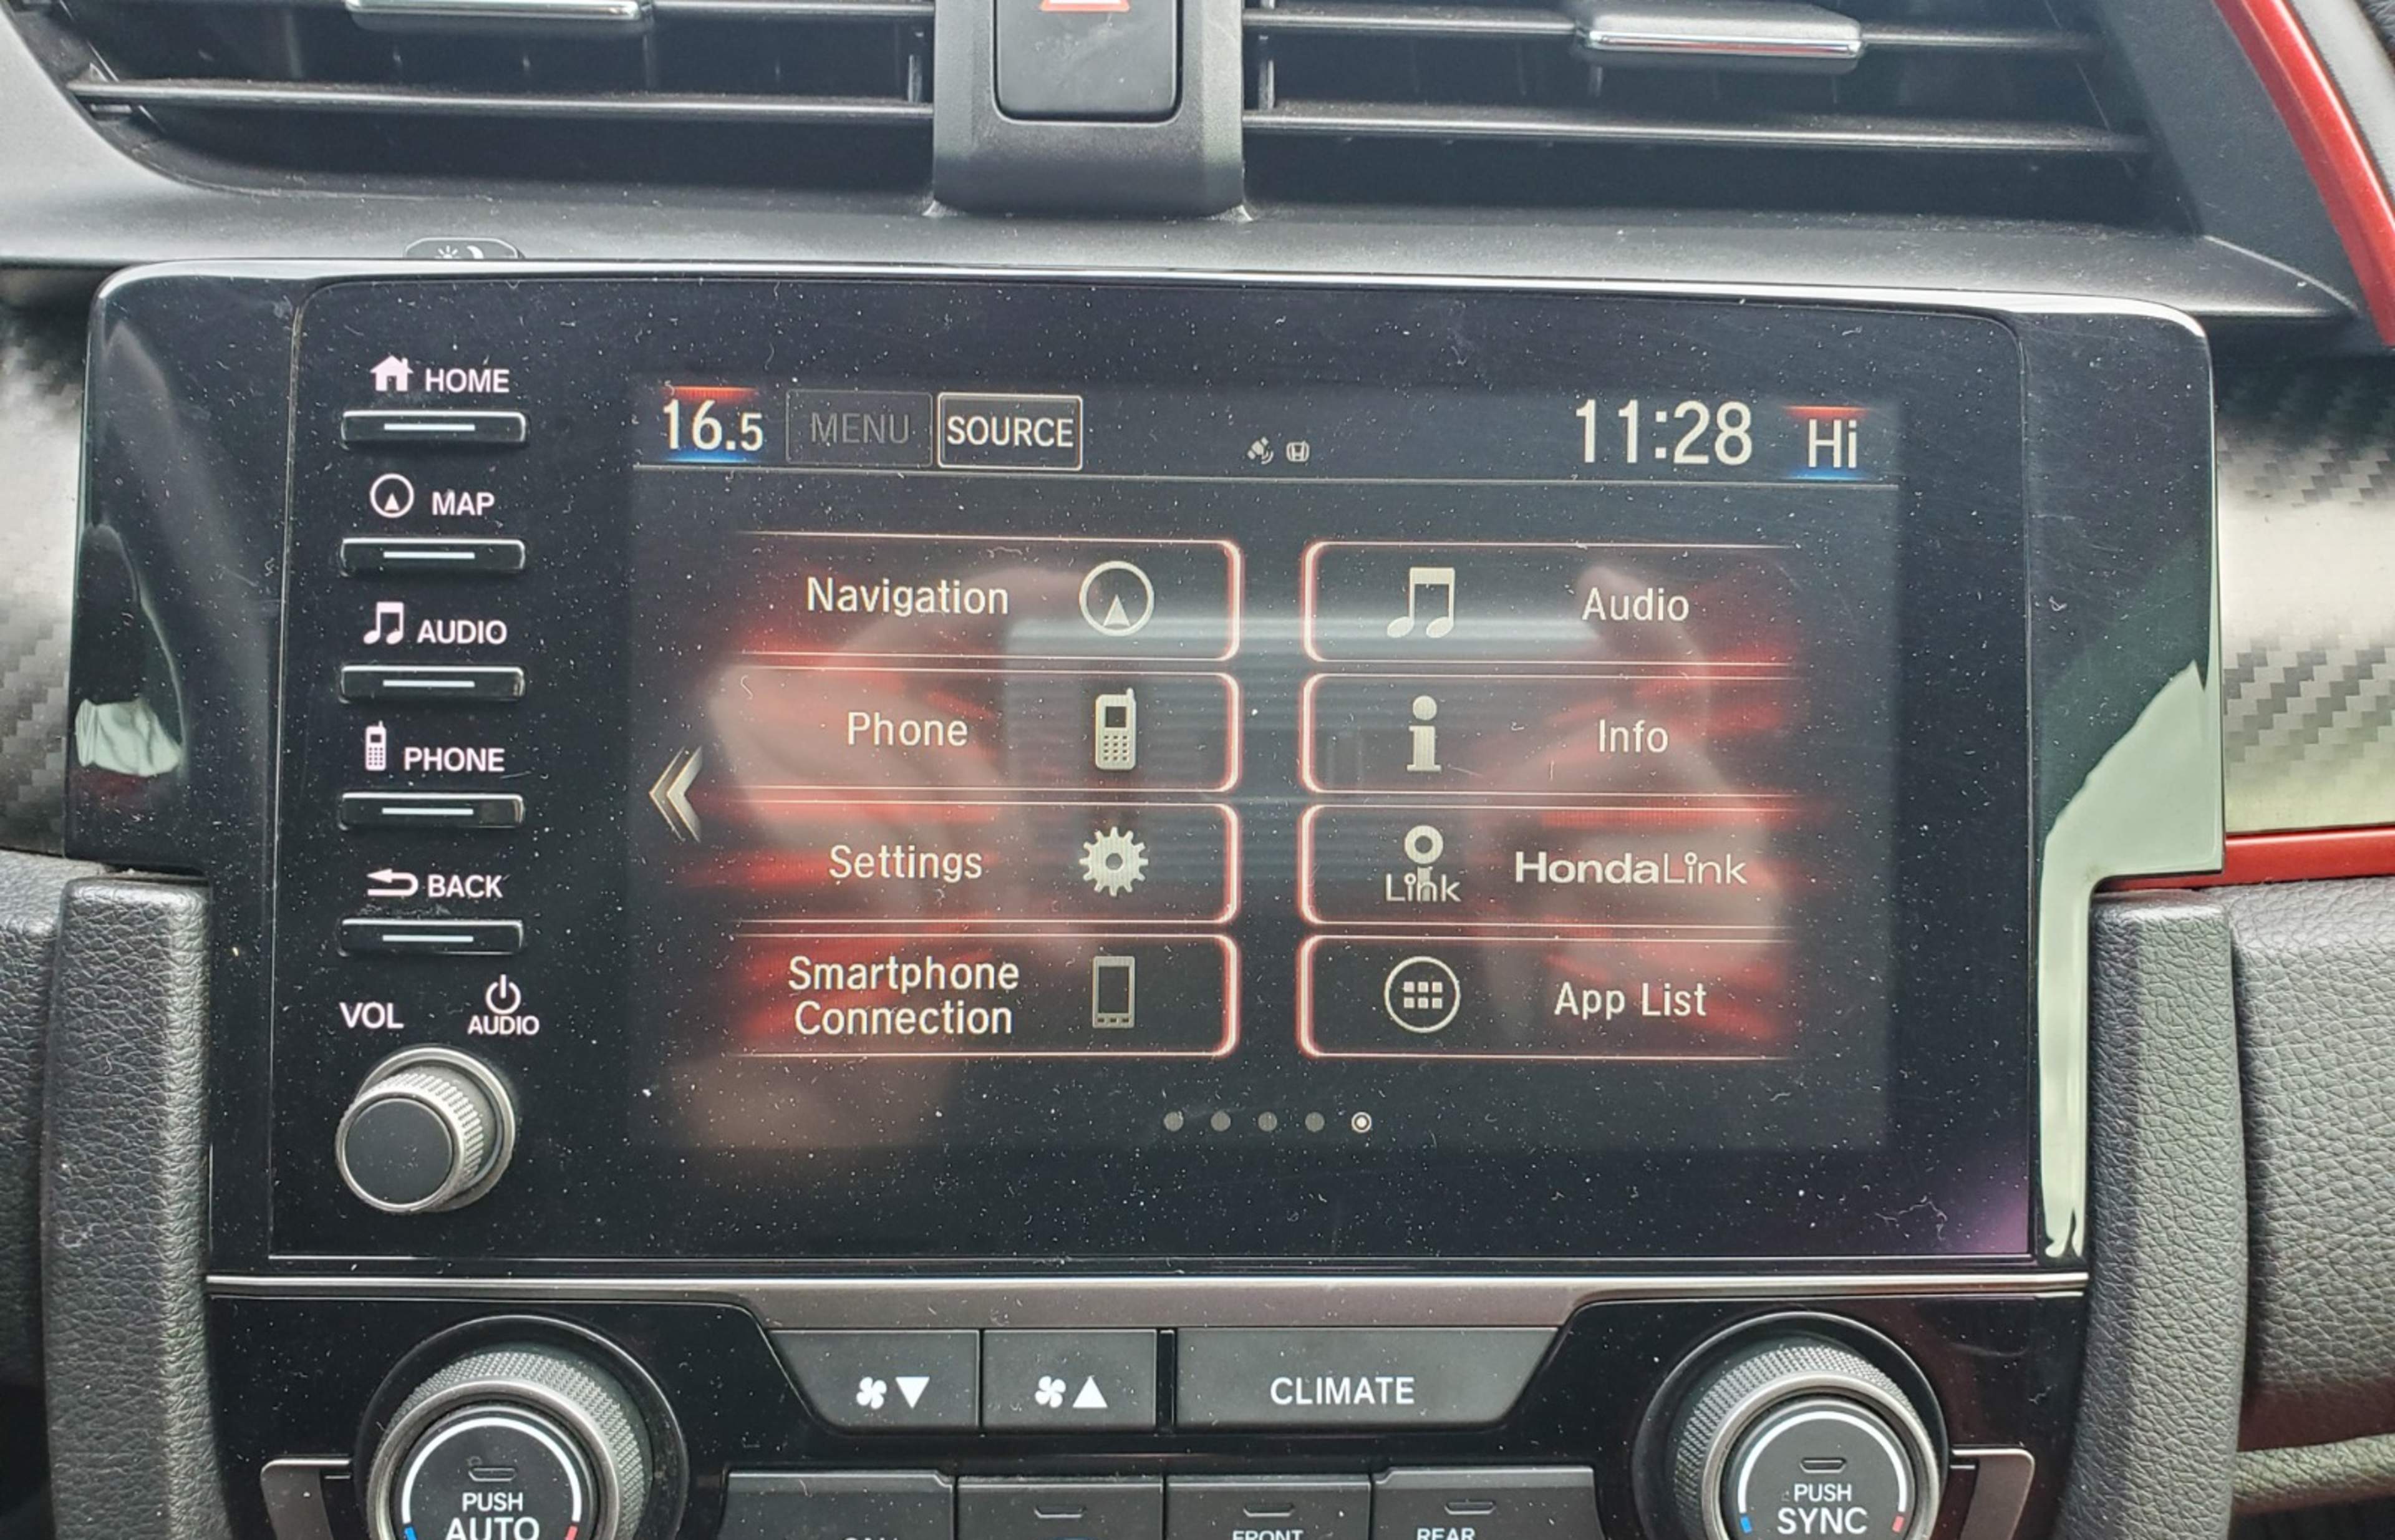 HOME
MAP
AUDIO
PHONE
BACK
VOL
AUDIO
16.5
MENU
SOURCE
11:28
Hi
Navigation
Audio
Phone
Info
Settings
Link
HondaLink
Smartphone
Connection
App List
CLIMATE
PUSH
AUTO
FRONT
REAR
PUSH
SYNC